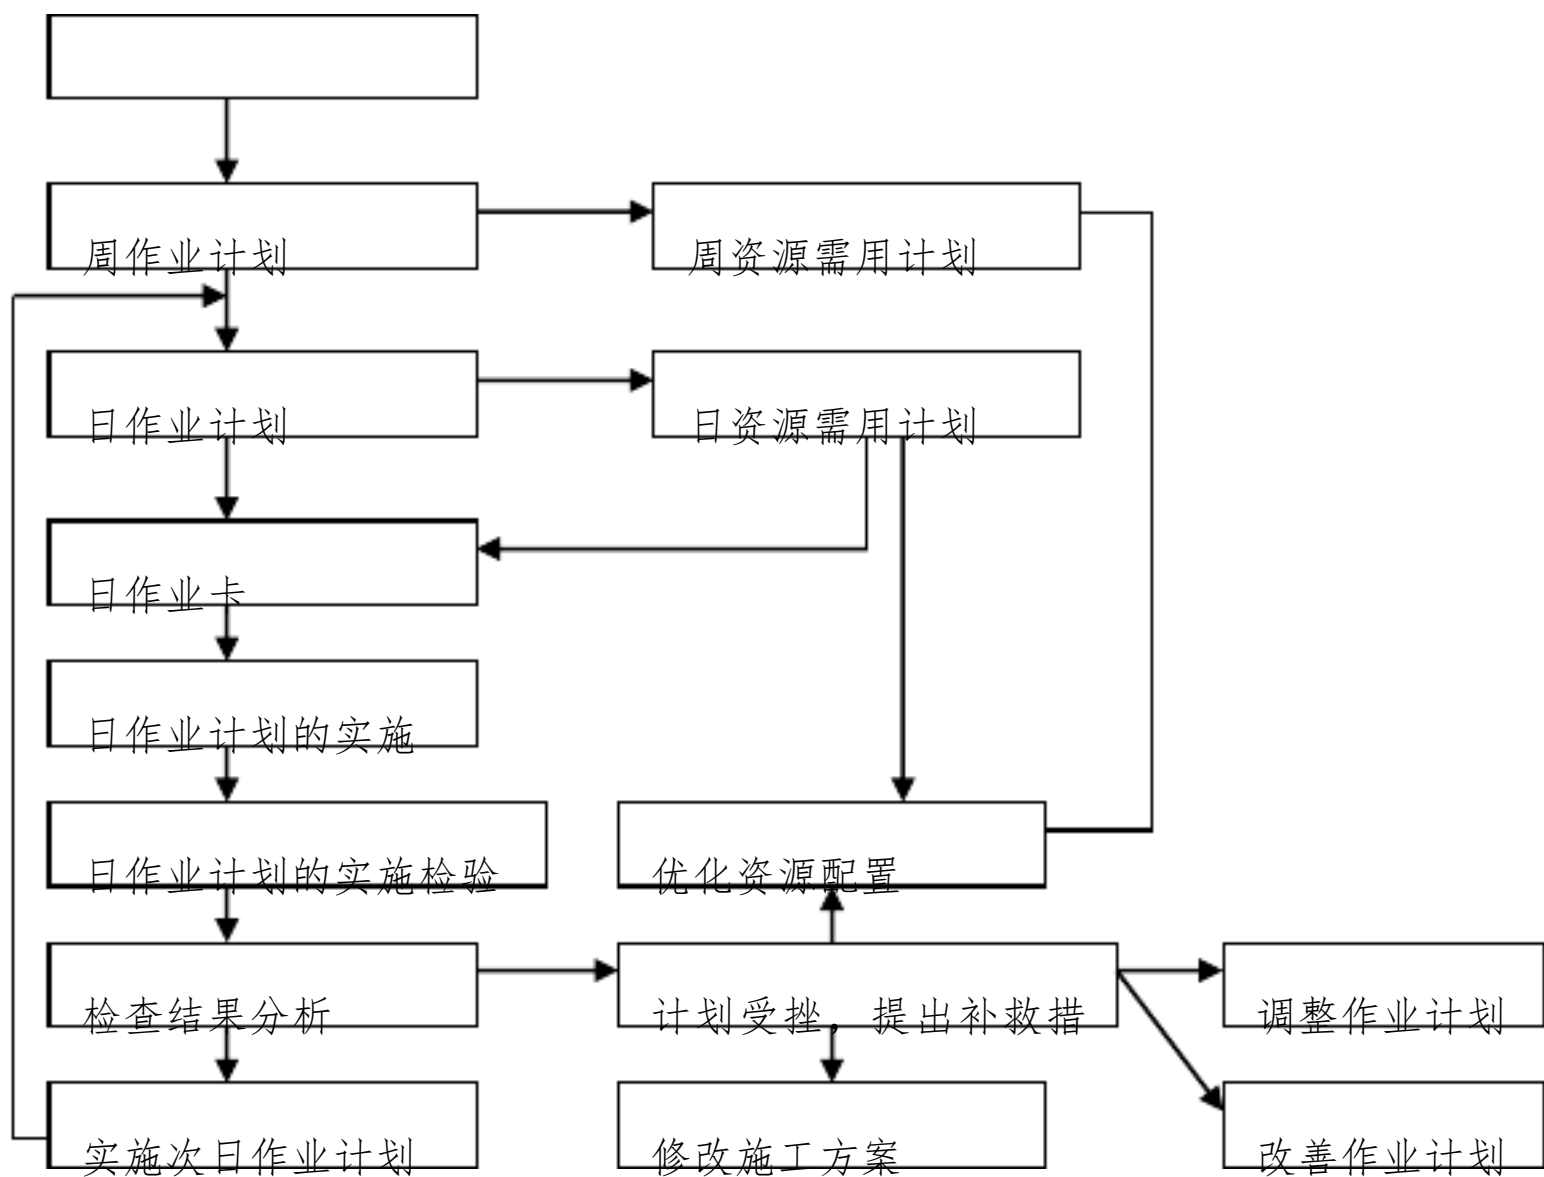 周作业计划
周资源需用计划
日作业计划
日资源需用计划
日作业卡
日作业计划的实施
日作业计划的实施检验
优化资源配置
检查结果分析
计划受挫，提出补救措
调整作业计划
实施次日作业计划
修改施工方案
改善作业计划